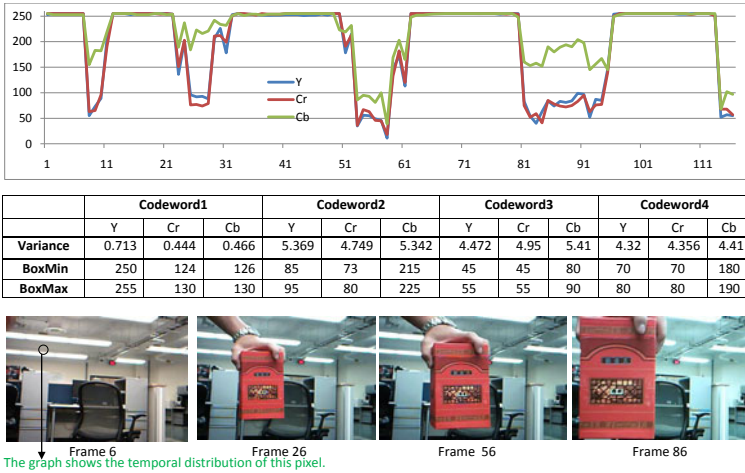 300
250
200
150
100
50
0
Y
Cr
Cb
1 11 21 31 41 51 61 71 81 91 101 111
Codeword1 Codeword2 Codeword3 Codeword4
Y Cr Cb Y Cr Cb Y Cr Cb Y Cr Cb
Variance 0.713 0.444 0.466 5.369 4.749 5.342 4.472 4.95 5.41 4.32 4.356 4.41
BoxMin 250 124 126 85 73 215 45 45 80 70 70 180
BoxMax 255 130 130 95 80 225 55 55 90 80 80 190
Frame 6 Frame 26 Frame 56 Frame 86
The graph shows the temporal distribution of this pixel.